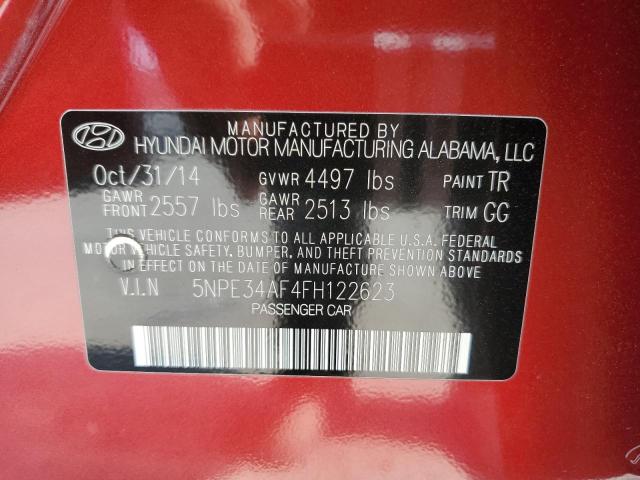 MANUFACTURED BY
HYUNDAI MOTOR MANUFACTURING ALABAMA, LLC
Oct/31/14 GVWR 4497 lbs PAINT TR
GAWR FRONT 2557 lbs GAWR REAR 2513 lbs TRIM GG
THIS VEHICLE CONFORMS TO ALL APPLICABLE U.S.A. FEDERAL
MOTOR VEHICLE SAFETY, BUMPER, AND THEFT PREVENTION STANDARDS
IN EFFECT ON THE DATE OF MANUFACTURE SHOWN ABOVE.
V.I.N 5NPE34AF4FH122623
PASSENGER CAR